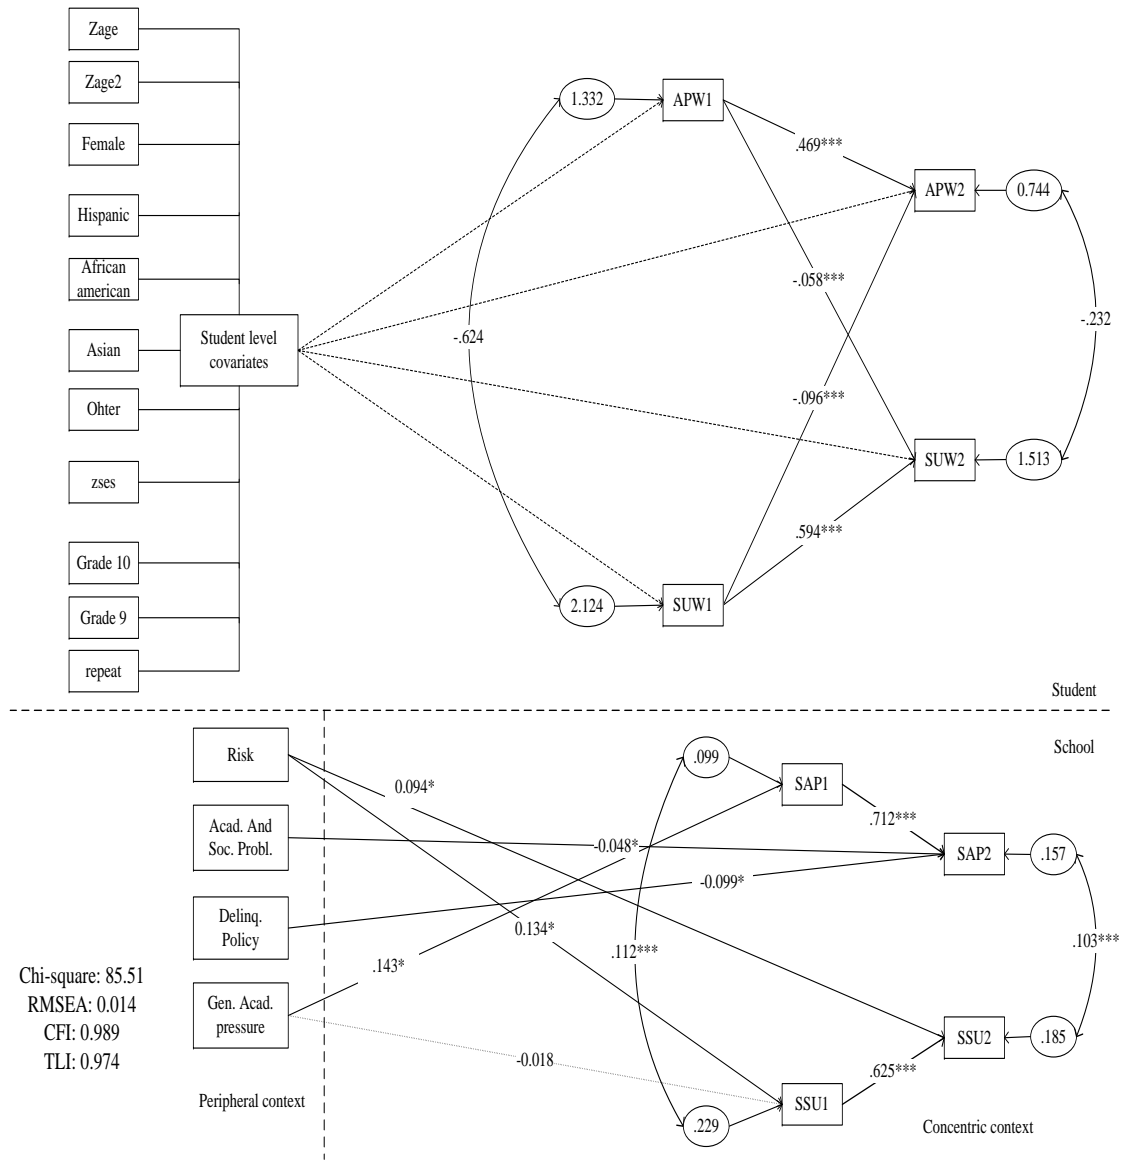 Zage
Zage2
Female
Hispanic
African
american
Asian
Ohter
zses
Grade 10
Grade 9
repeat
Student level
covariates
1.332
APW1
.469***
APW2
0.744
-.058***
-.624
-.232
-.096***
SUW2
1.513
.594***
2.124
SUW1
Student
School
Risk
Acad. And
Soc. Probl.
Delinq.
Policy
Gen. Acad.
pressure
.099
SAP1
0.094*
.712***
-0.048*
SAP2
.157
-0.099*
0.134*
.112***
.103***
.143*
-0.018
SSU2
.185
.625***
SSU1
.229
Chi-square: 85.51
RMSEA: 0.014
CFI: 0.989
TLI: 0.974
Peripheral context
Concentric context